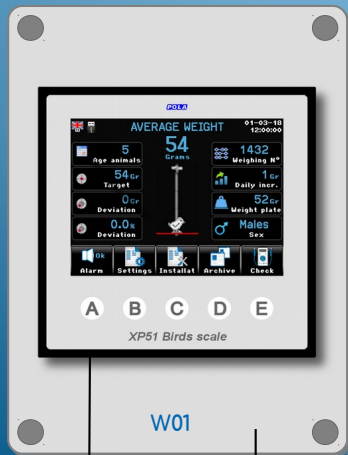 POLA
AVERAGE WEIGHT
01-03-18
12:00:00
54
Grams
5
Age animals
54Gr
Target
0Gr
Deviation
0.0%
Deviation
1432
Weighing N°
1Gr
Daily incr.
52Gr
Weight plate
Males
Sex
Ok
Alarm
Settings
Installat
Archive
Check
A B C D E
XP51 Birds scale
W01